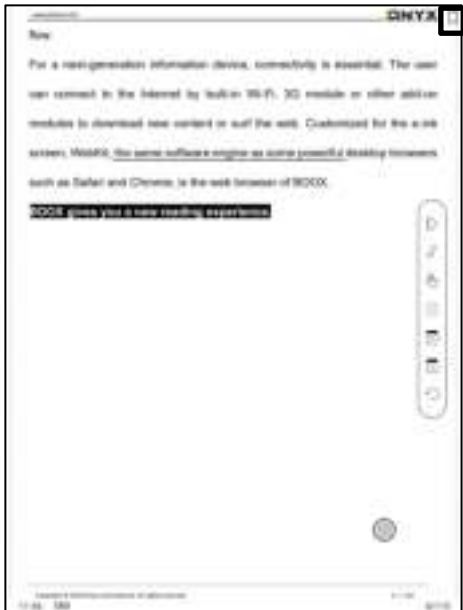 ONYX
flow.
For a next-generation information device, connectivity is essential. The user
can connect to the Internet by built-in Wi-Fi, 3G module or other add-on
modules to download new content or surf the web. Customized for the e-ink
screen, WebKit, the same software engine as some powerful desktop browsers
such as Safari and Chrome, is the web browser of BOOX.
BOOX gives you a new reading experience.